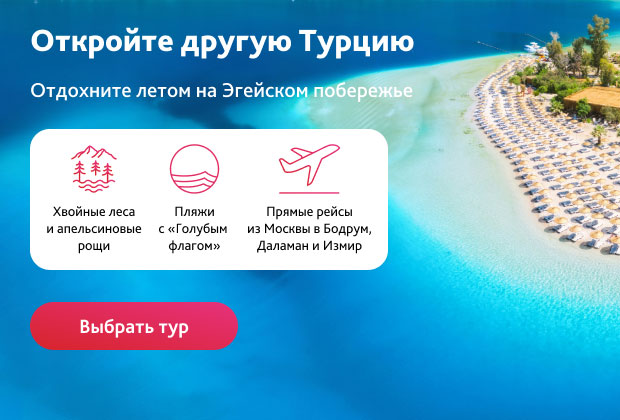 Откройте другую Турцию
Отдохните летом на Эгейском побережье
Хвойные леса
и апельсиновые
рощи
Пляжи
с «Голубым
флагом»
Прямые рейсы
из Москвы в Бодрум,
Даламан и Измир
Выбрать тур